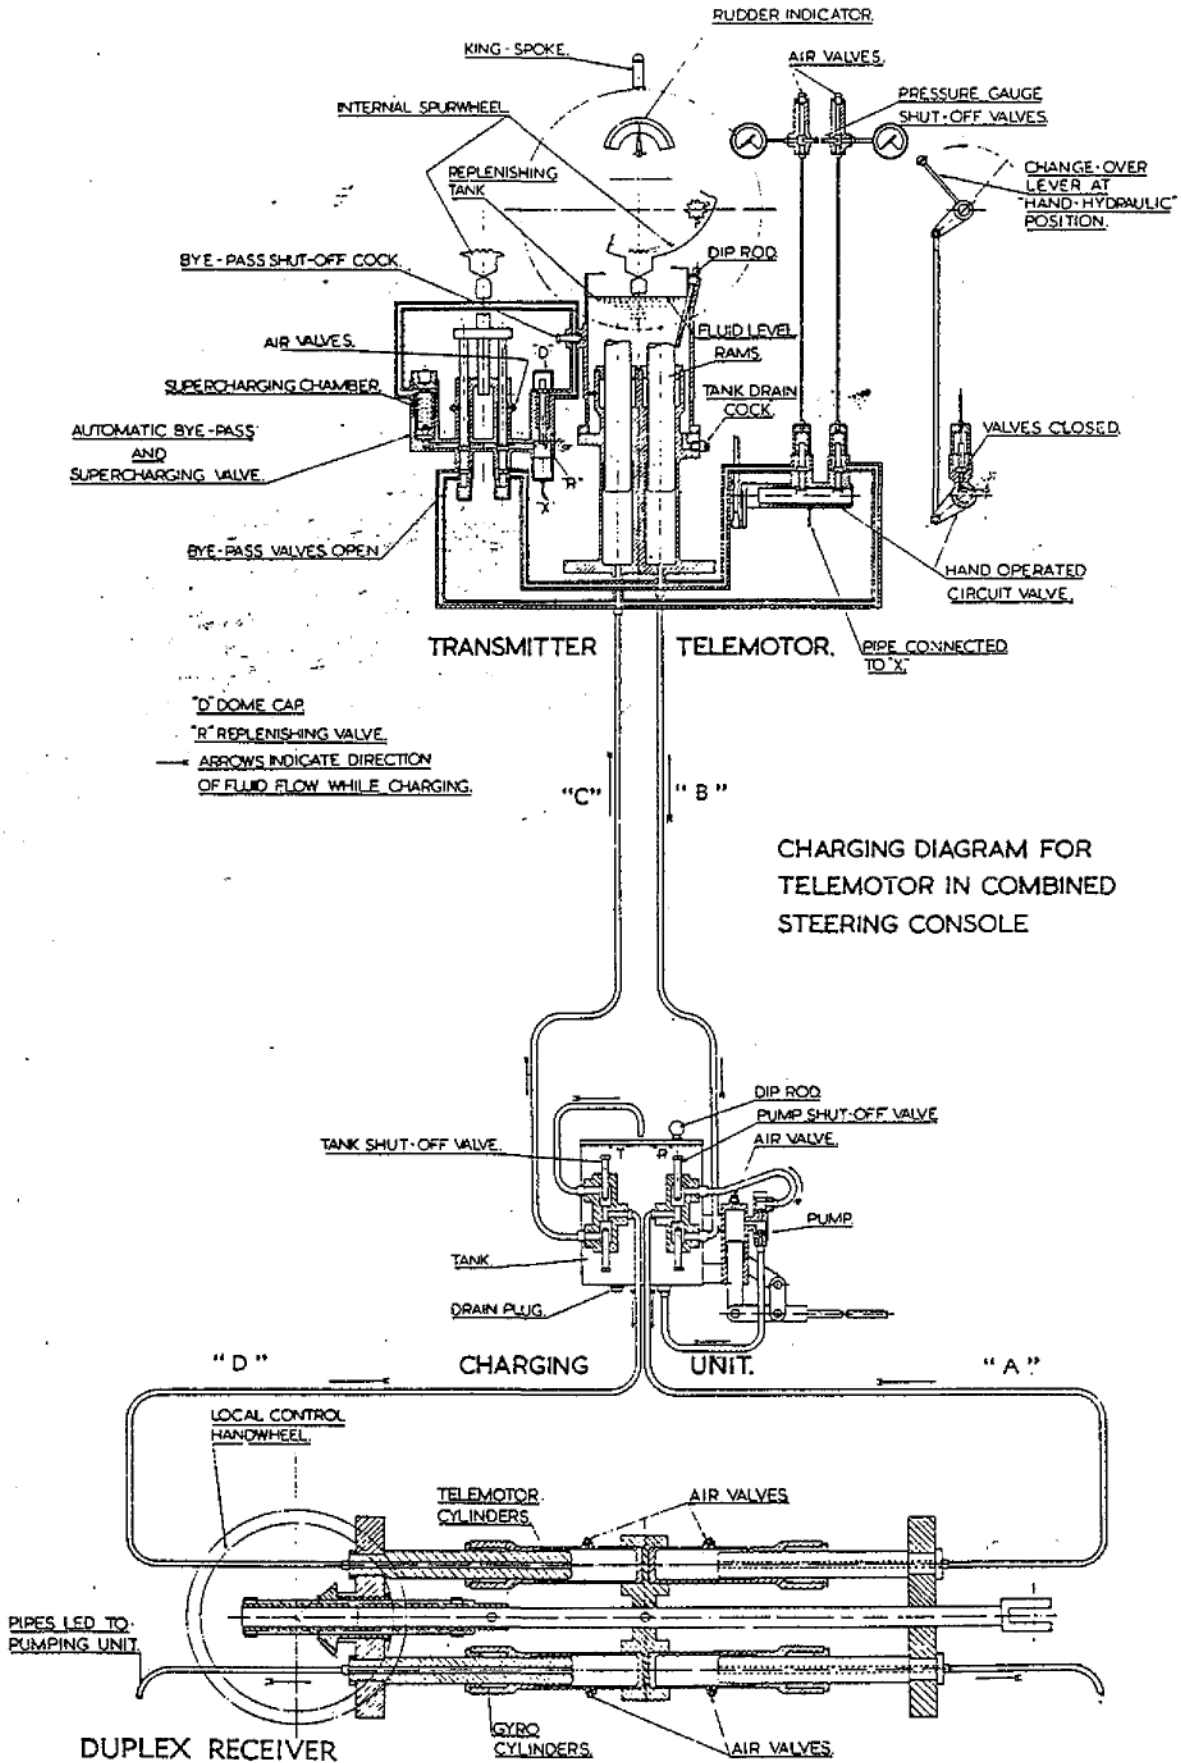 RUDDER INDICATOR.
KING-SPOKE.
AIR VALVES.
INTERNAL SPURWHEEL
PRESSURE GAUGE
SHUT-OFF VALVES.
REPLENISHING
TANK
CHANGE-OVER
LEVER AT
"HAND-HYDRAULIC"
POSITION.
BYE-PASS SHUT-OFF COCK.
DIP ROD
AIR VALVES.
"D"
FLUID LEVEL
RAMS.
SUPERCHARGING CHAMBER.
TANK DRAIN
COCK.
AUTOMATIC BYE-PASS
AND
SUPERCHARGING VALVE.
VALVES CLOSED.
"R"
"X"
BYE-PASS VALVES OPEN
HAND OPERATED
CIRCUIT VALVE.
TRANSMITTER
TELEMOTOR.
PIPE CONNECTED
TO "X".
"D" DOME CAP.
"R" REPLENISHING VALVE.
ARROWS INDICATE DIRECTION
OF FLUID FLOW WHILE CHARGING.
"C"
"B"
CHARGING DIAGRAM FOR
TELEMOTOR IN COMBINED
STEERING CONSOLE
DIP ROD
PUMP SHUT-OFF VALVE
TANK SHUT-OFF VALVE.
AIR VALVE.
T
P
PUMP.
TANK.
DRAIN PLUG.
"D"
CHARGING
UNIT.
"A"
LOCAL CONTROL
HANDWHEEL.
TELEMOTOR
CYLINDERS.
AIR VALVES
PIPES LED TO
PUMPING UNIT.
GYRO
CYLINDERS.
AIR VALVES.
DUPLEX RECEIVER